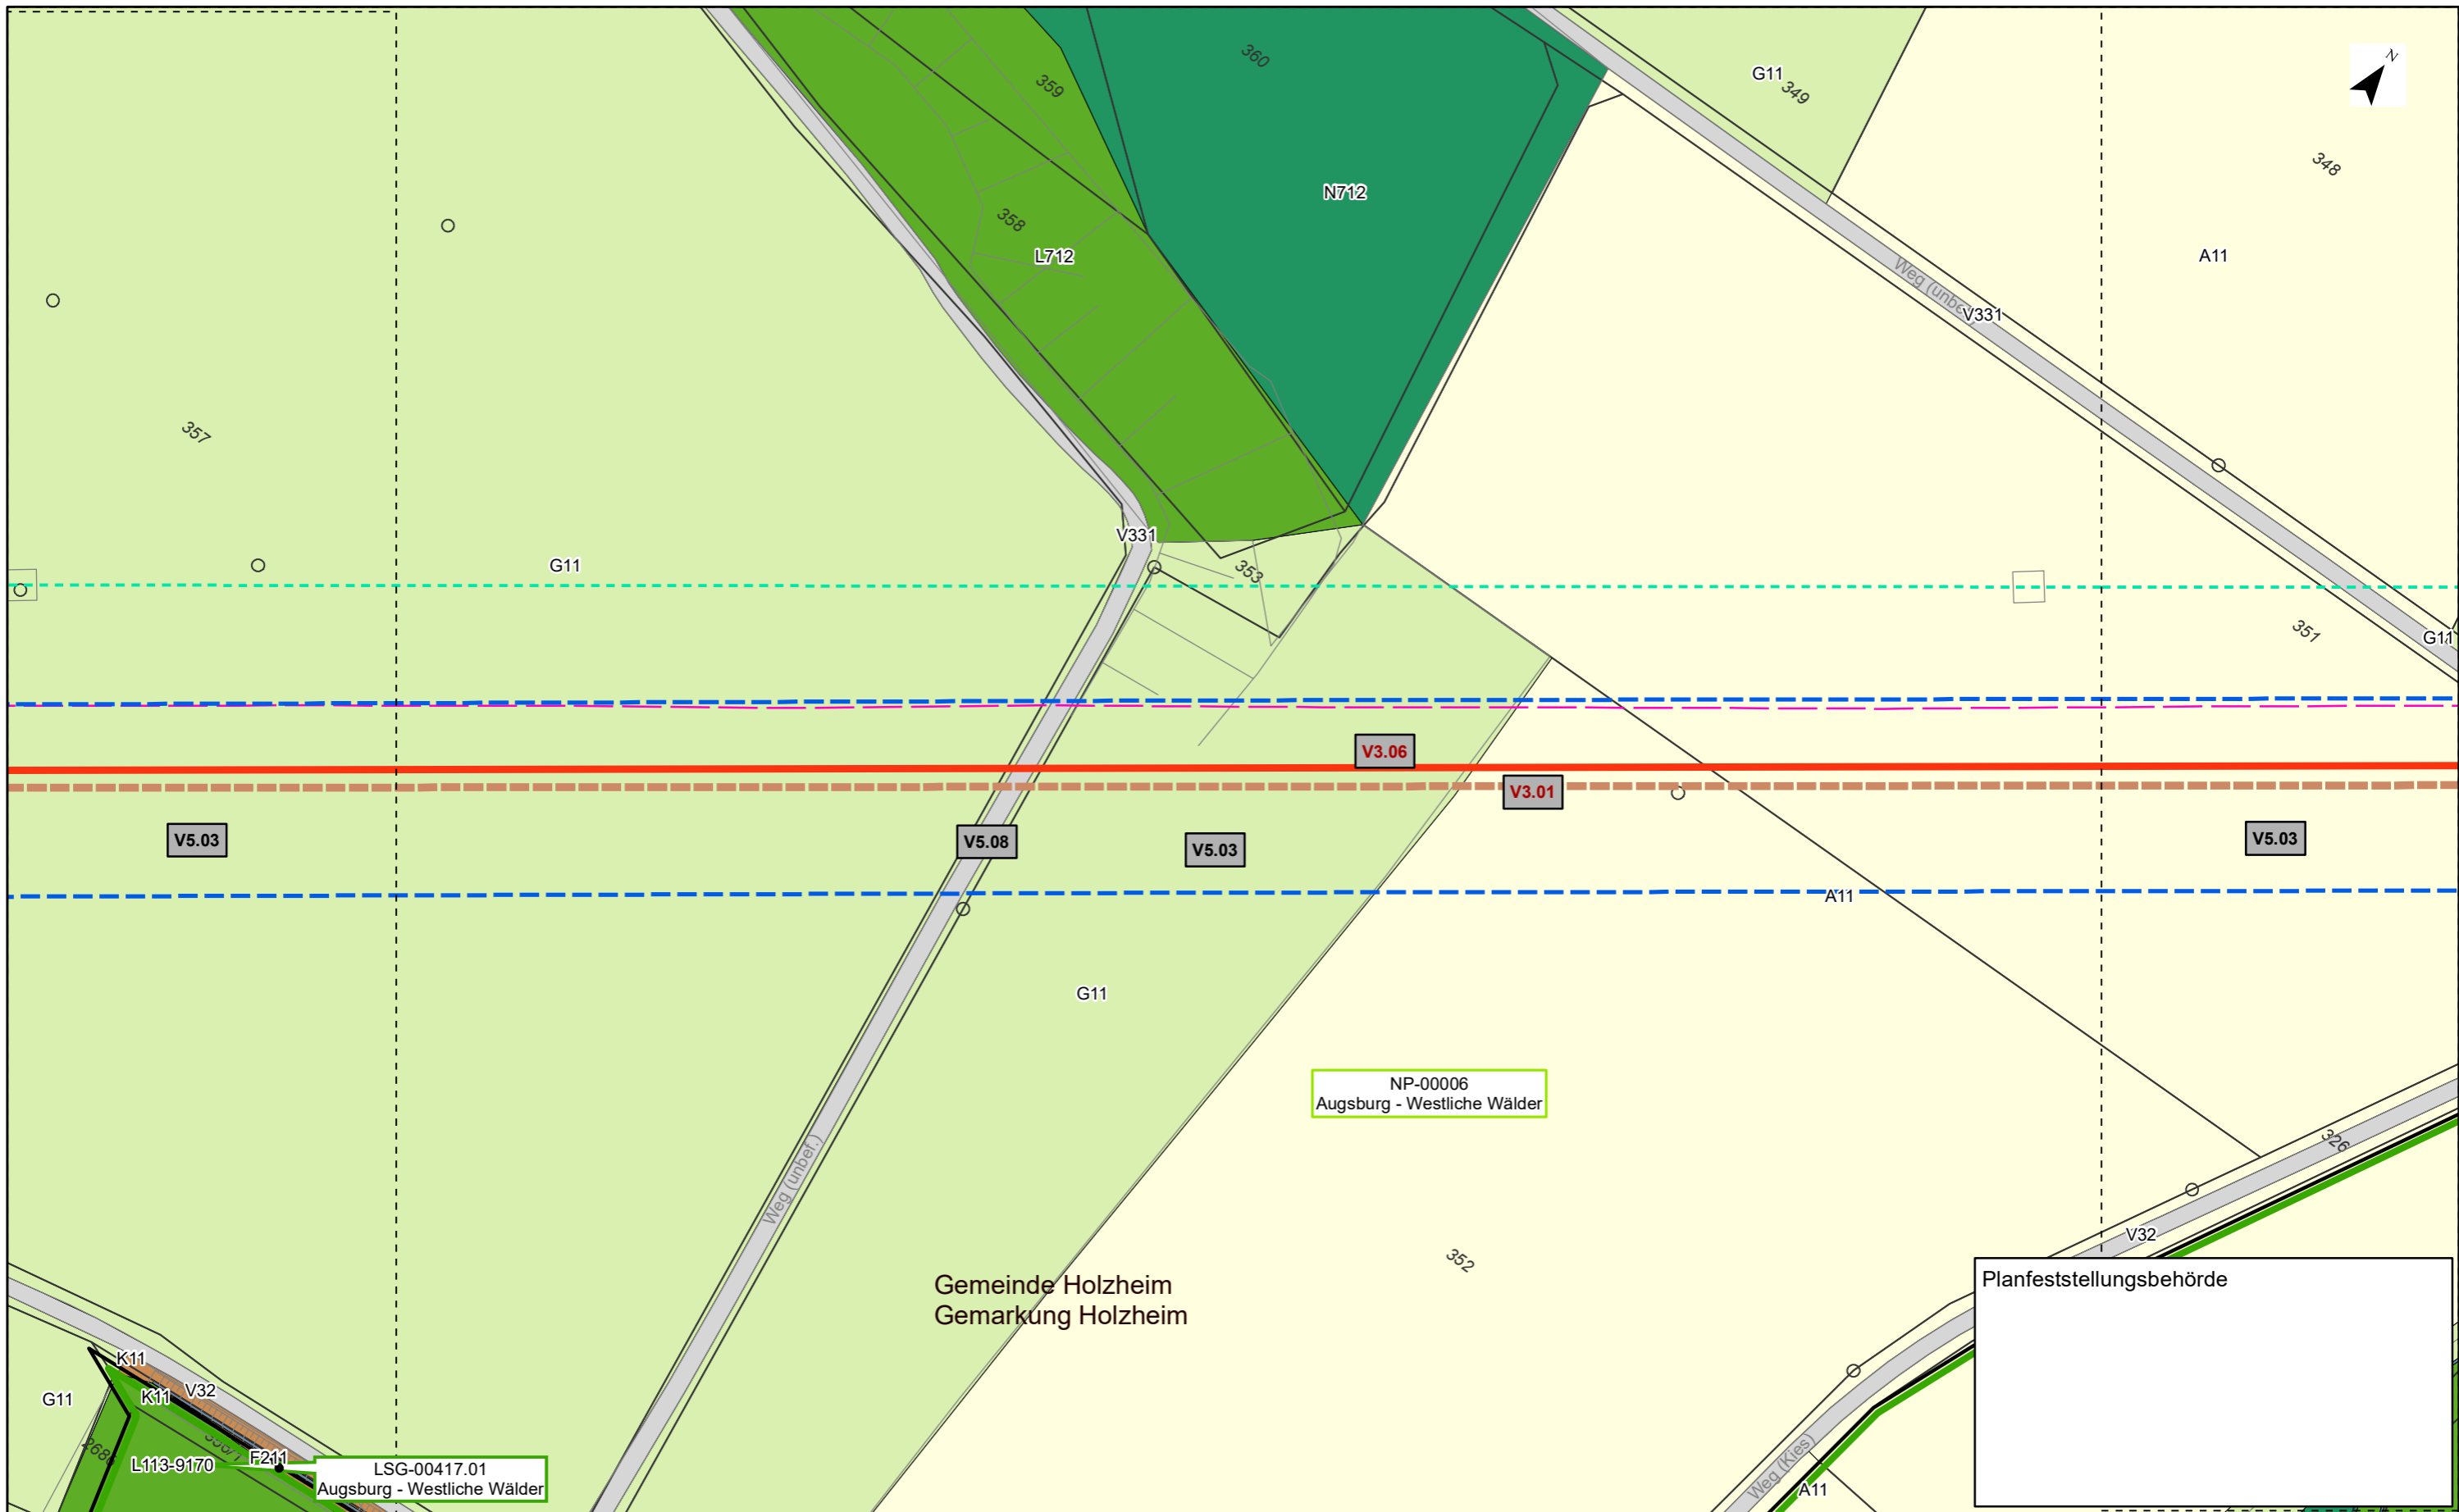 N
360
359
G11
349
348
N712
358
L712
A11
Weg (unbef.)
V331
357
V331
G11
353
351
G11
V3.06
V3.01
V5.03
V5.08
V5.03
V5.03
A11
G11
NP-00006
Augsburg - Westliche Wälder
Weg (unbef.)
326
V32
352
Gemeinde Holzheim
Gemarkung Holzheim
Planfeststellungsbehörde
K11
V32
K11
G11
F211
L113-9170
LSG-00417.01
Augsburg - Westliche Wälder
Weg (Kies)
A11